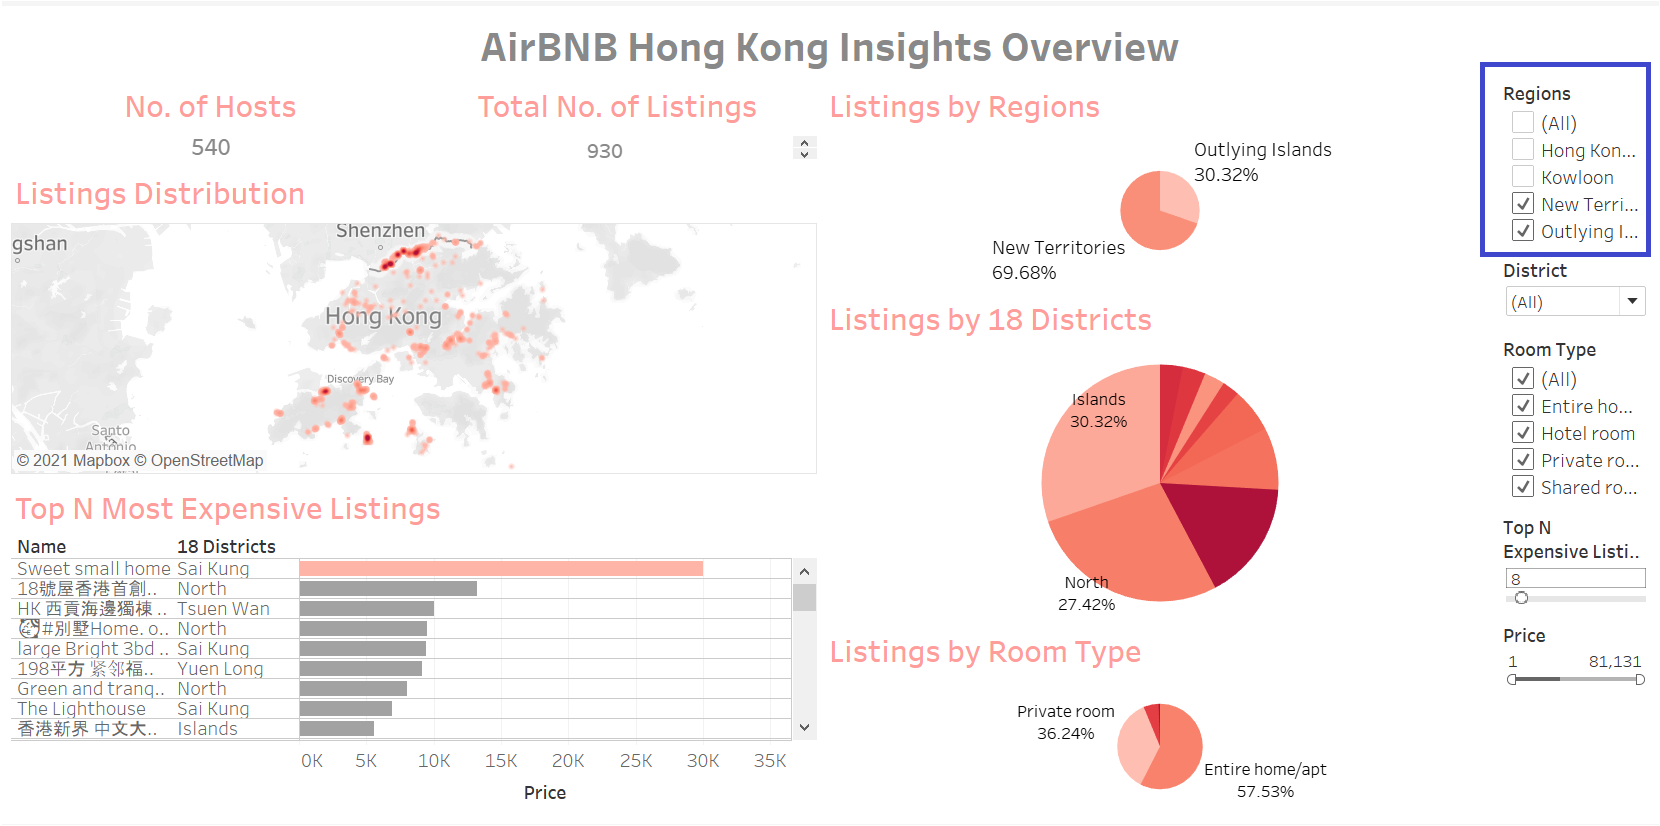 AirBNB Hong Kong Insights Overview
No. of Hosts
540
Total No. of Listings
930
Listings Distribution
gshan
Shenzhen
Hong Kong
Discovery Bay
Santo
António
© 2021 Mapbox © OpenStreetMap
Top N Most Expensive Listings
Name 18 Districts
Sweet small home Sai Kung
18號屋香港首創.. North
HK 西貢海邊獨棟 .. Tsuen Wan
#別墅Home. o.. North
large Bright 3bd .. Sai Kung
198平方 紧邻福.. Yuen Long
Green and tranq.. North
The Lighthouse Sai Kung
香港新界 中文大.. Islands
0K 5K 10K 15K 20K 25K 30K 35K
Price
Listings by Regions
Outlying Islands
30.32%
New Territories
69.68%
Listings by 18 Districts
Islands
30.32%
North
27.42%
Listings by Room Type
Private room
36.24%
Entire home/apt
57.53%
Regions
(All)
Hong Kon...
Kowloon
New Terri...
Outlying I...
District
(All)
Room Type
(All)
Entire ho...
Hotel room
Private ro...
Shared ro...
Top N
Expensive Listi..
8
Price
1 81,131